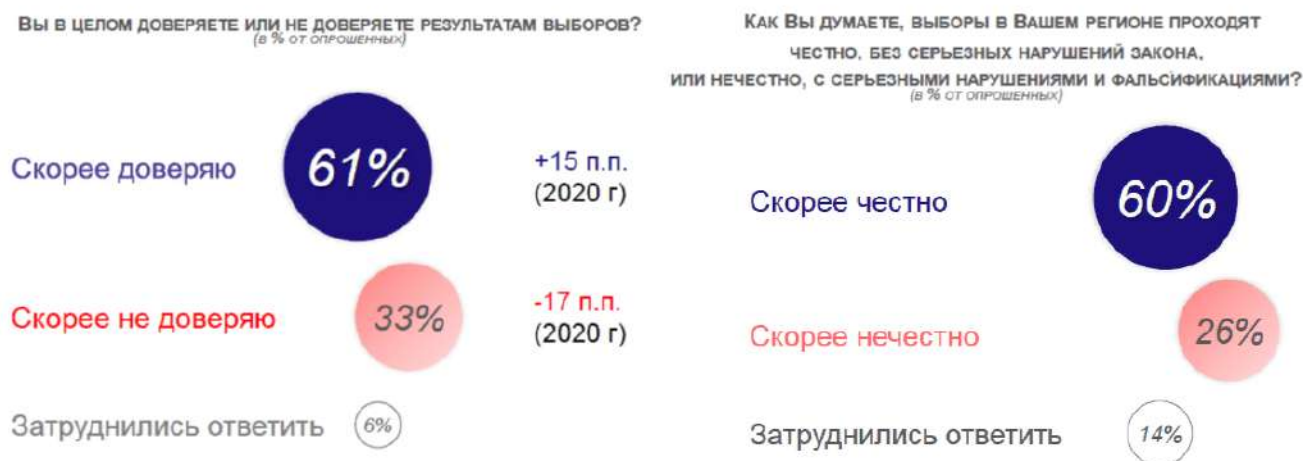 Вы в целом доверяете или не доверяете результатам выборов?
(в % от опрошенных)
Скорее доверяю 61% +15 п.п.
(2020 г)
Скорее не доверяю 33% -17 п.п.
(2020 г)
Затруднились ответить 6%
Как Вы думаете, выборы в Вашем регионе проходят
честно, без серьезных нарушений закона,
или нечестно, с серьезными нарушениями и фальсификациями?
(в % от опрошенных)
Скорее честно 60%
Скорее нечестно 26%
Затруднились ответить 14%